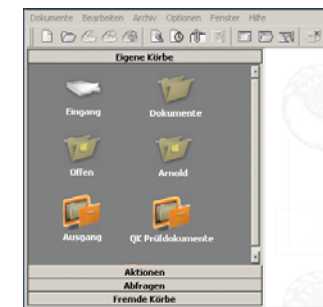 Dokumente Bearbeiten Archiv Optionen Fenster Hilfe
Eigene Körbe
Eingang Dokumente
Offen Arnold
Ausgang QK Prüfdokumente
Aktionen
Abfragen
Fremde Körbe